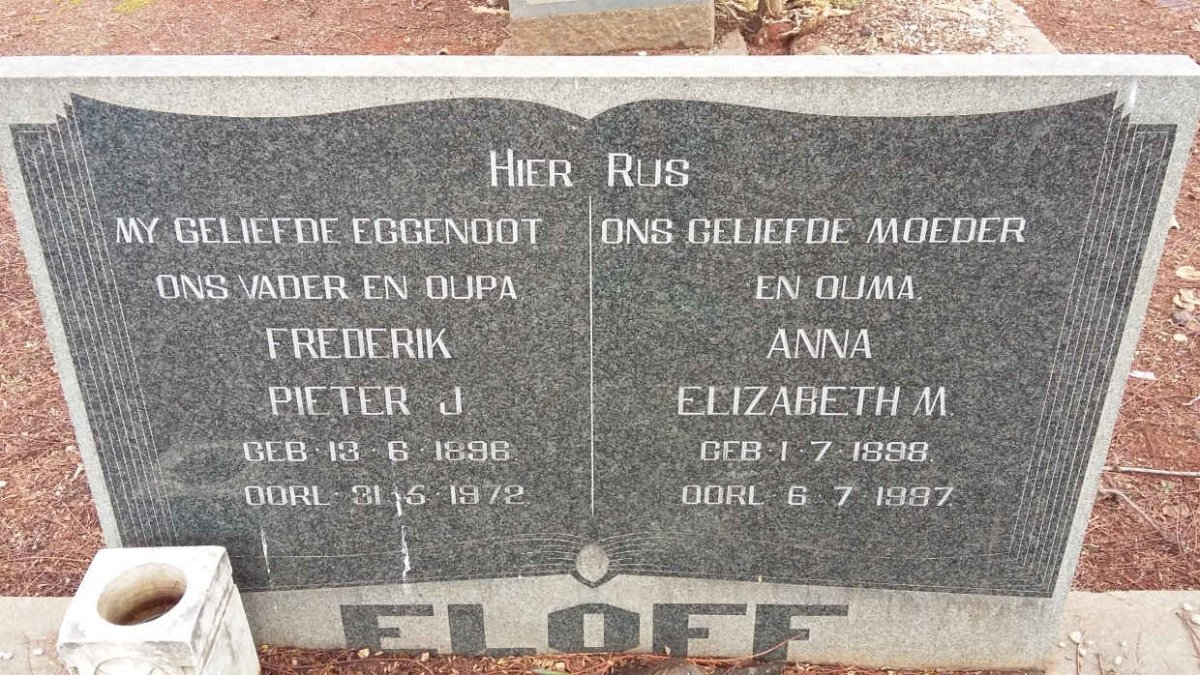 HIER RUS
MY GELIEFDE EGGENOOT
ONS VADER EN OUPA
FREDERIK
PIETER J.
GEB · 13 · 6 · 1896
OORL · 31 · 5 · 1972
ONS GELIEFDE MOEDER
EN OUMA.
ANNA
ELIZABETH M.
GEB · 1 · 7 · 1898
OORL 6 · 7 · 1987.
ELOFF